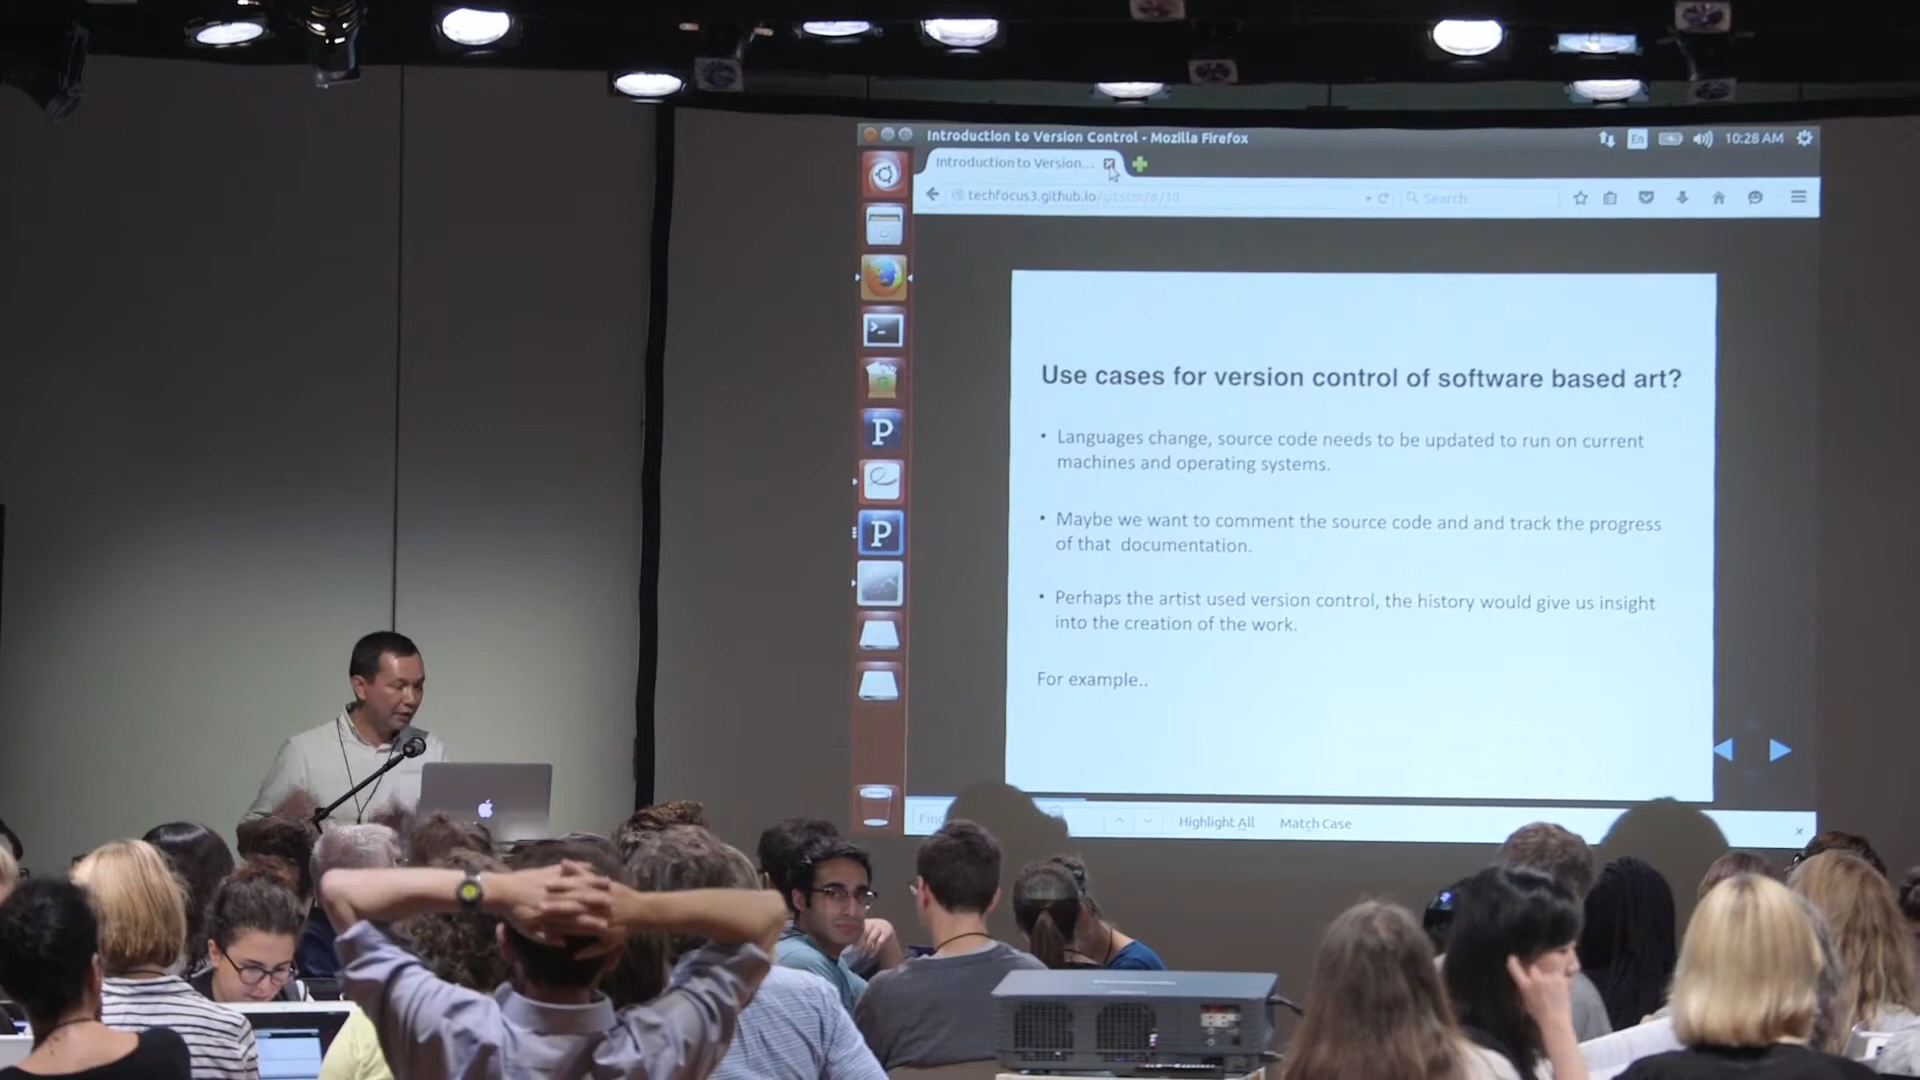 Introduction to Version Control - Mozilla Firefox
En
10:28 AM
Introduction to Version...
techfocus3.github.io/gitscm/#/10
Search
Use cases for version control of software based art?
• Languages change, source code needs to be updated to run on current
machines and operating systems.
• Maybe we want to comment the source code and and track the progress
of that documentation.
• Perhaps the artist used version control, the history would give us insight
into the creation of the work.
For example..
Highlight All
Match Case
P
P